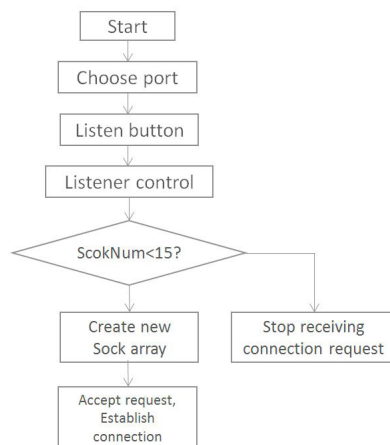 Start
Choose port
Listen button
Listener control
ScokNum<15?
Create new
Sock array
Stop receiving
connection request
Accept request,
Establish
connection